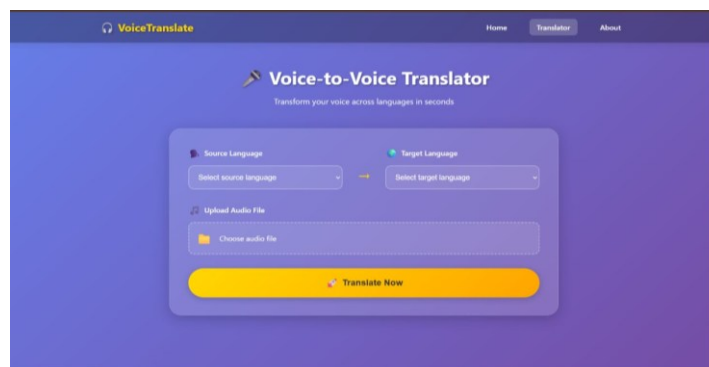 VoiceTranslate
Home Translator About
Voice-to-Voice Translator
Transform your voice across languages in seconds
Source Language Target Language
Select source language → Select target language
Upload Audio File
Choose audio file
Translate Now